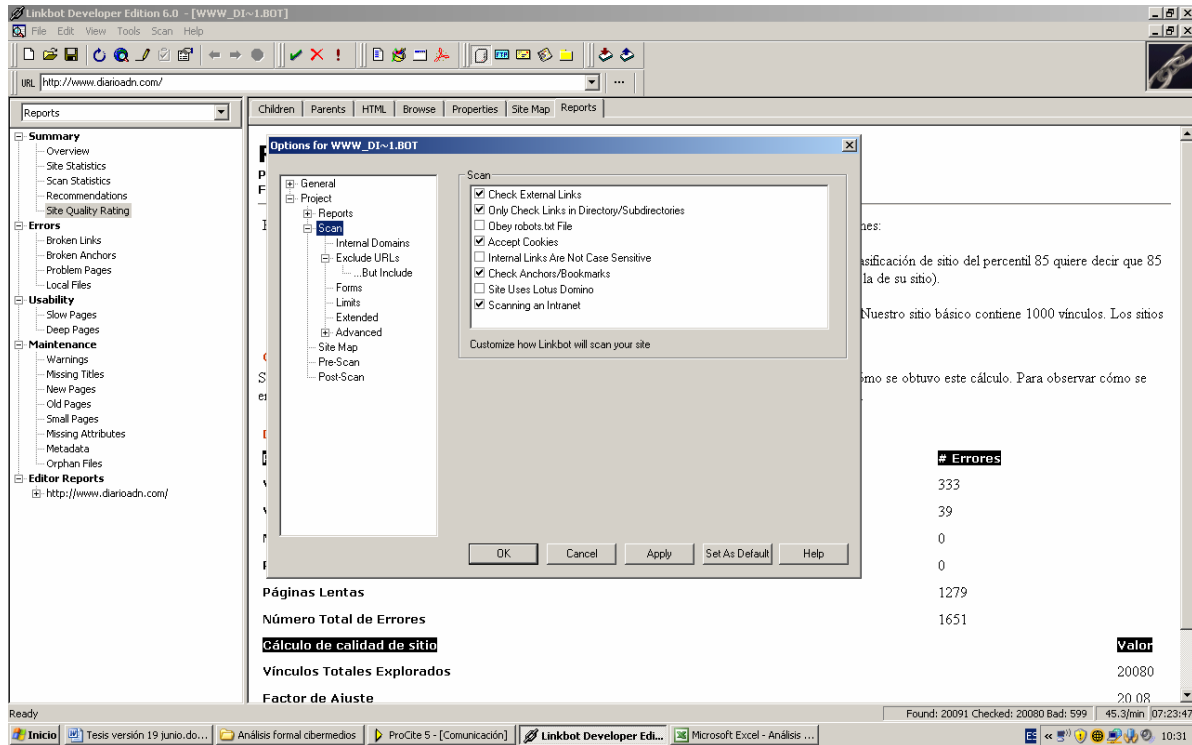 Linkbot Developer Edition 6.0 - [WWW_DI~1.BOT]
File Edit View Tools Scan Help
URL http://www.diarioadn.com/
Reports
Summary
Overview
Site Statistics
Scan Statistics
Recommendations
Site Quality Rating
Errors
Broken Links
Broken Anchors
Problem Pages
Local Files
Usability
Slow Pages
Deep Pages
Maintenance
Warnings
Missing Titles
New Pages
Old Pages
Small Pages
Missing Attributes
Metadata
Orphan Files
Editor Reports
http://www.diarioadn.com/
Children Parents HTML Browse Properties Site Map Reports
Options for WWW_DI~1.BOT
General
Project
Reports
Scan
Internal Domains
Exclude URLs
...But Include
Forms
Limits
Extended
Advanced
Site Map
Pre-Scan
Post-Scan
Scan
Check External Links
Only Check Links in Directory/Subdirectories
Obey robots.txt File
Accept Cookies
Internal Links Are Not Case Sensitive
Check Anchors/Bookmarks
Site Uses Lotus Domino
Scanning an Intranet
Customize how Linkbot will scan your site
OK Cancel Apply Set As Default Help
nes:
asificación de sitio del percentil 85 quiere decir que 85
la de su sitio).
Nuestro sitio básico contiene 1000 vínculos. Los sitios
ómo se obtuvo este cálculo. Para observar cómo se
# Errores
333
39
0
0
Páginas Lentas 1279
Número Total de Errores 1651
Cálculo de calidad de sitio Valor
Vínculos Totales Explorados 20080
Factor de Ajuste 20.08
Ready
Found: 20091 Checked: 20080 Bad: 599 45.3/min 07:23:47
Inicio Tesis versión 19 junio.do... Análisis formal cibermedios ProCite 5 - [Comunicación] Linkbot Developer Edi... Microsoft Excel - Análisis ... ES 10:31